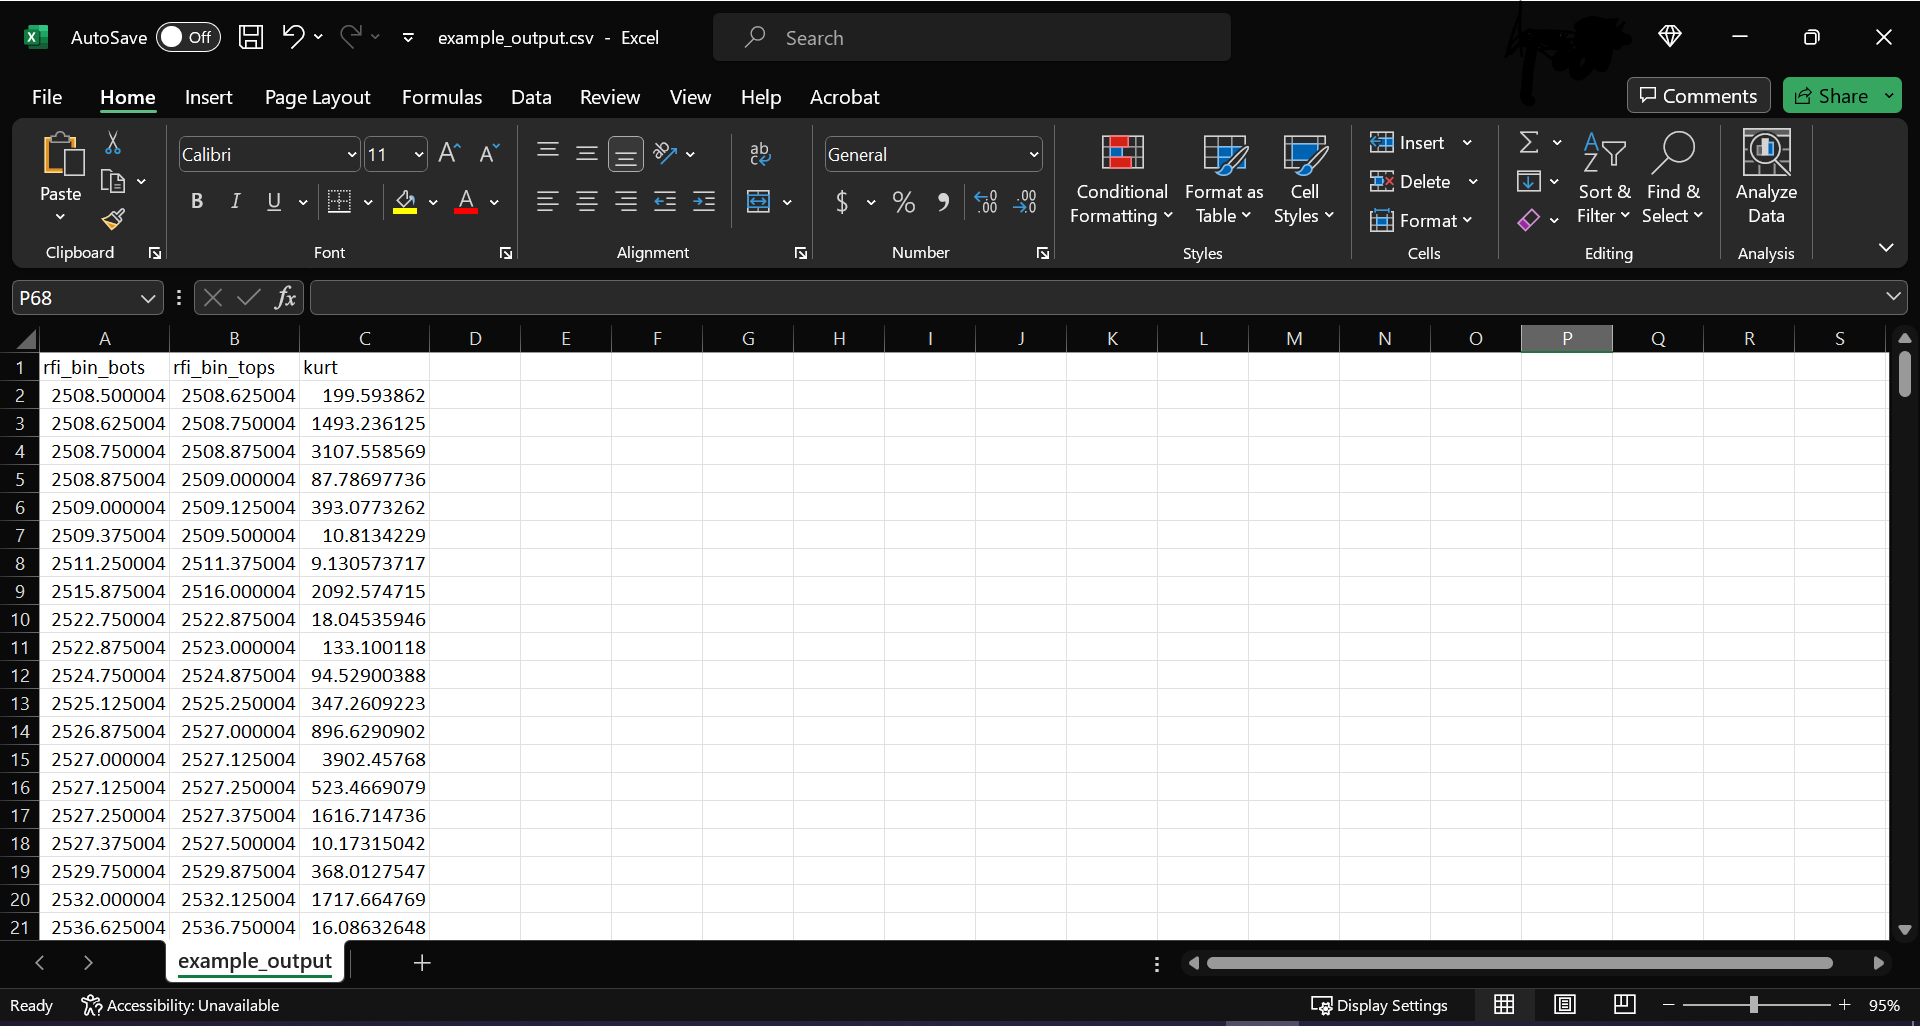 AutoSave Off example_output.csv - Excel Search
File Home Insert Page Layout Formulas Data Review View Help Acrobat Comments Share
Paste Calibri 11 General Conditional Formatting Format as Table Cell Styles Insert Delete Format Sort & Filter Find & Select Analyze Data
Clipboard Font Alignment Number Styles Cells Editing Analysis
P68 fx
A B C D E F G H I J K L M N O P Q R S
1 rfi_bin_bots rfi_bin_tops kurt
2 2508.500004 2508.625004 199.593862
3 2508.625004 2508.750004 1493.236125
4 2508.750004 2508.875004 3107.558569
5 2508.875004 2509.000004 87.78697736
6 2509.000004 2509.125004 393.0773262
7 2509.375004 2509.500004 10.8134229
8 2511.250004 2511.375004 9.130573717
9 2515.875004 2516.000004 2092.574715
10 2522.750004 2522.875004 18.04535946
11 2522.875004 2523.000004 133.100118
12 2524.750004 2524.875004 94.52900388
13 2525.125004 2525.250004 347.2609223
14 2526.875004 2527.000004 896.6290902
15 2527.000004 2527.125004 3902.45768
16 2527.125004 2527.250004 523.4669079
17 2527.250004 2527.375004 1616.714736
18 2527.375004 2527.500004 10.17315042
19 2529.750004 2529.875004 368.0127547
20 2532.000004 2532.125004 1717.664769
21 2536.625004 2536.750004 16.08632648
example_output
Ready Accessibility: Unavailable Display Settings 95%